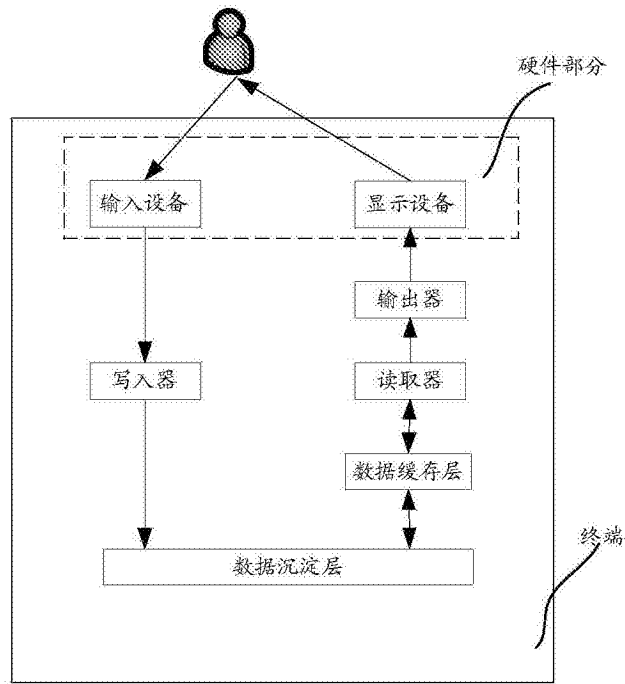 硬件部分
输入设备
显示设备
输出器
写入器
读取器
数据缓存层
终端
数据沉淀层